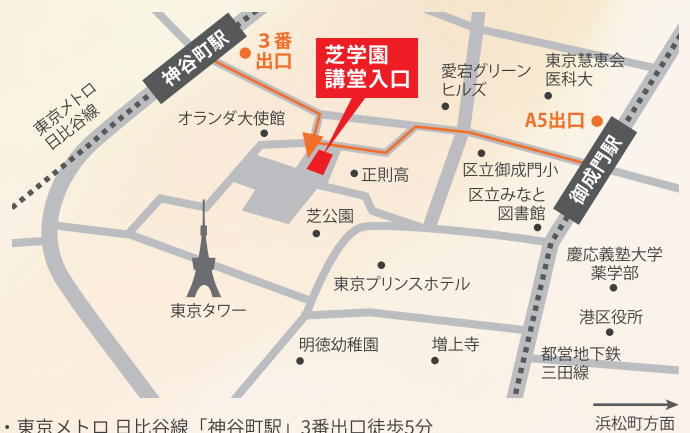 神谷町駅
3番
出口
芝学園
講堂入口
愛宕グリーン
ヒルズ
東京慈恵会
医科大
東京メトロ
日比谷線
オランダ大使館
A5出口
御成門駅
正則高
区立御成門小
区立みなと
図書館
芝公園
慶応義塾大学
薬学部
東京プリンスホテル
東京タワー
港区役所
明徳幼稚園
増上寺
都営地下鉄
三田線
浜松町方面
・東京メトロ 日比谷線「神谷町駅」3番出口徒歩5分